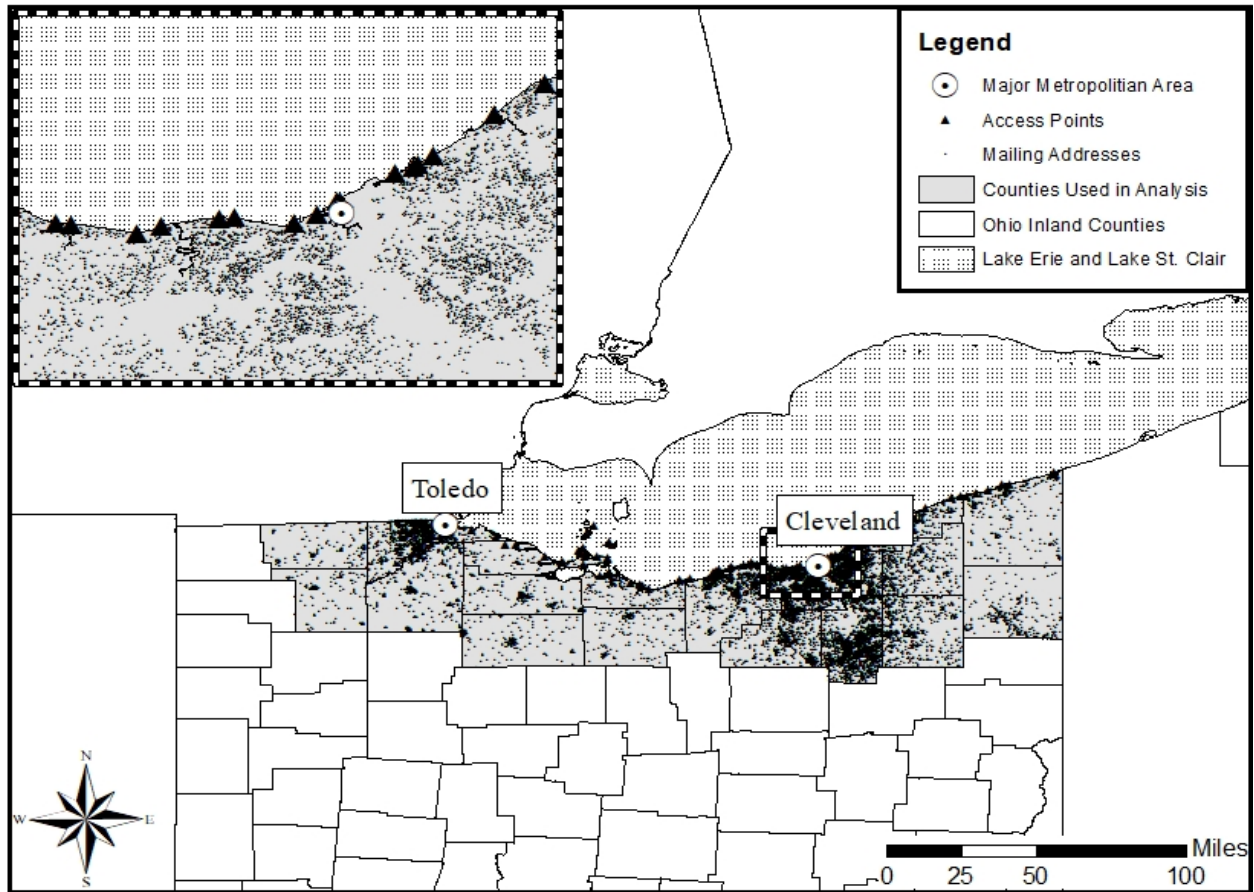 Legend
Major Metropolitian Area
Access Points
Mailing Addresses
Counties Used in Analysis
Ohio Inland Counties
Lake Erie and Lake St. Clair
Toledo
Cleveland
N
W E
S
Miles
0 25 50 100